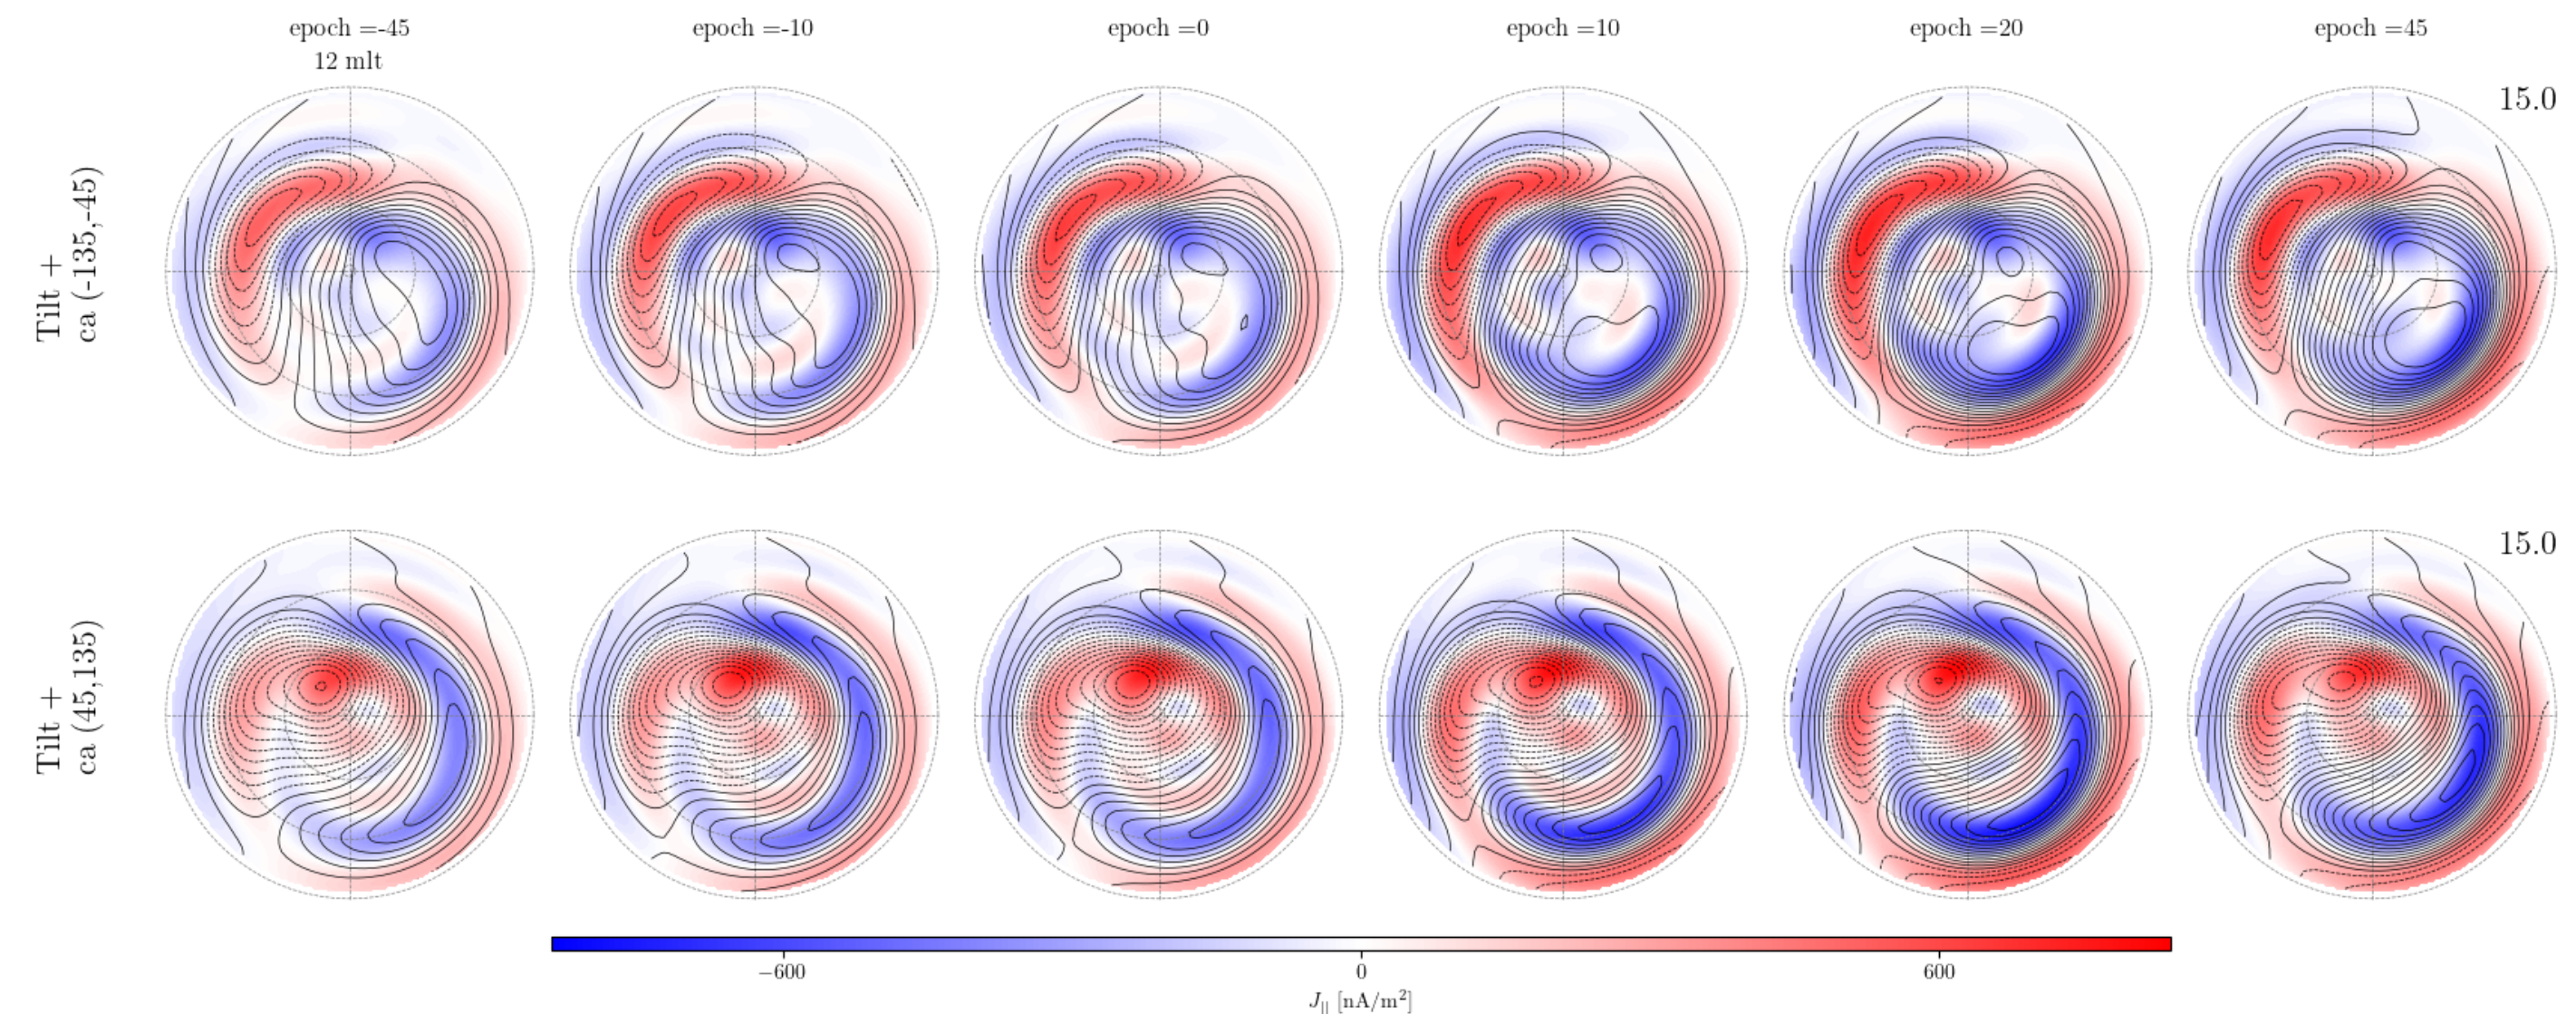 epoch =-45
epoch =-10
epoch =0
epoch =10
epoch =20
epoch =45
12 mlt
15.0
Tilt +
ca (-135,-45)
15.0
Tilt +
ca (45,135)
−600
0
600
J|| [nA/m²]